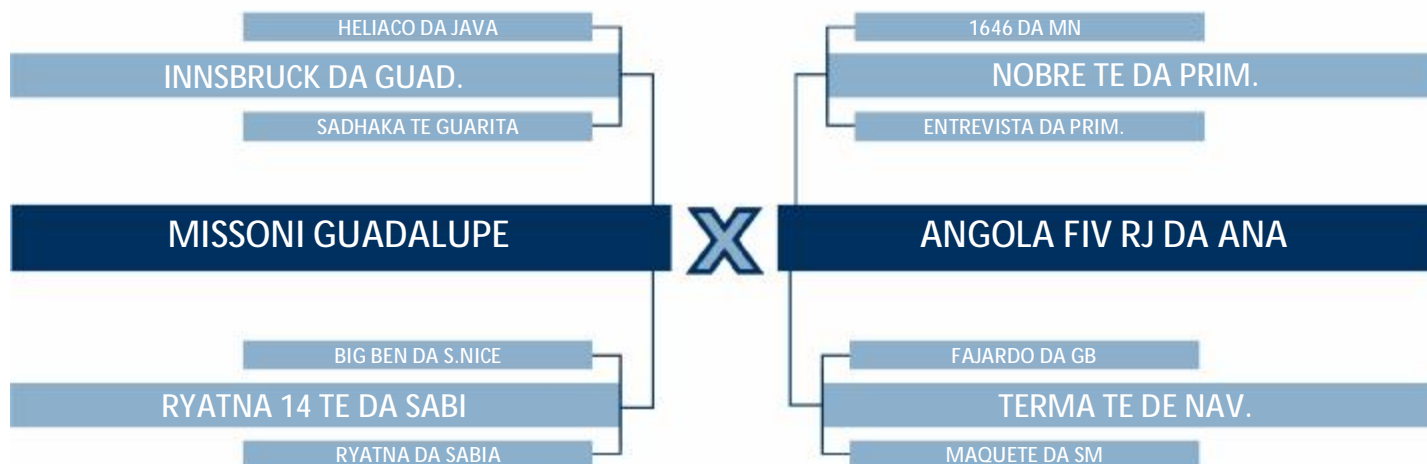 HELIACO DA JAVA
INNSBRUCK DA GUAD.
SADHAKA TE GUARITA
MISSONI GUADALUPE
BIG BEN DA S.NICE
RYATNA 14 TE DA SABI
RYATNA DA SABIA
X
1646 DA MN
NOBRE TE DA PRIM.
ENTREVISTA DA PRIM.
ANGOLA FIV RJ DA ANA
FAJARDO DA GB
TERMA TE DE NAV.
MAQUETE DA SM